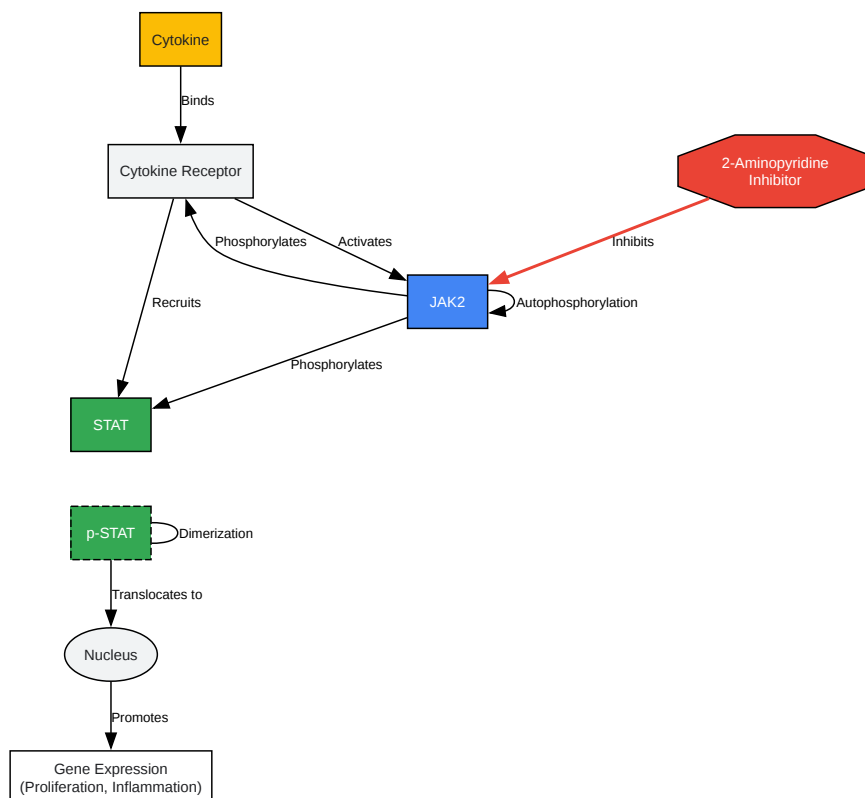 Cytokine
Binds
Cytokine Receptor
2-Aminopyridine
Inhibitor
Phosphorylates
Activates
Inhibits
Recruits
JAK2
Autophosphorylation
Phosphorylates
STAT
p-STAT
Dimerization
Translocates to
Nucleus
Promotes
Gene Expression
(Proliferation, Inflammation)